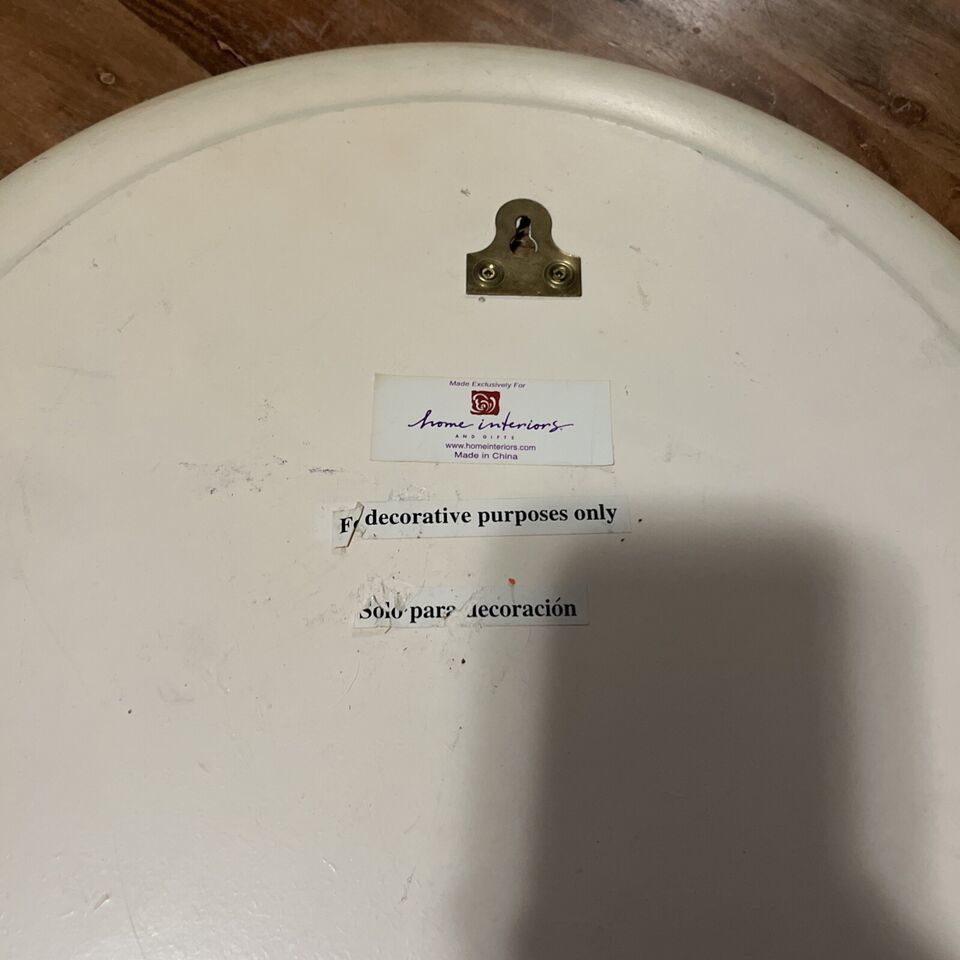 Made Exclusively For
home interiors
AND GIFTS
www.homeinteriors.com
Made in China
decorative purposes only
Solo para decoración